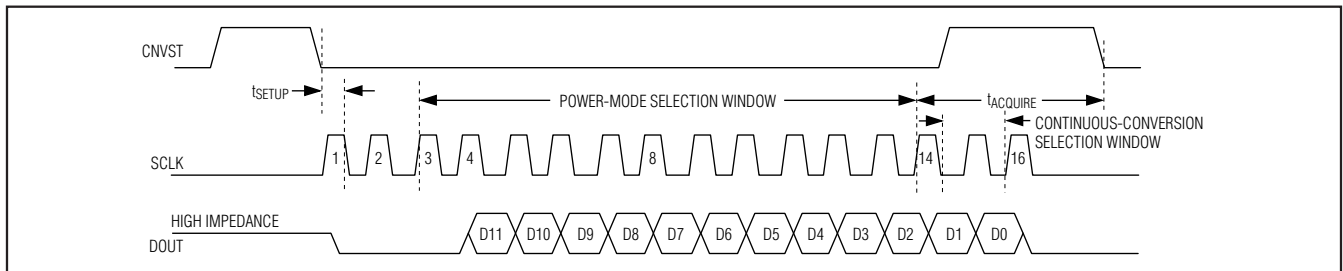 CNVST
tSETUP
POWER-MODE SELECTION WINDOW
tACQUIRE
CONTINUOUS-CONVERSION
SELECTION WINDOW
SCLK
1 2 3 4 8 14 16
HIGH IMPEDANCE
DOUT
D11 D10 D9 D8 D7 D6 D5 D4 D3 D2 D1 D0